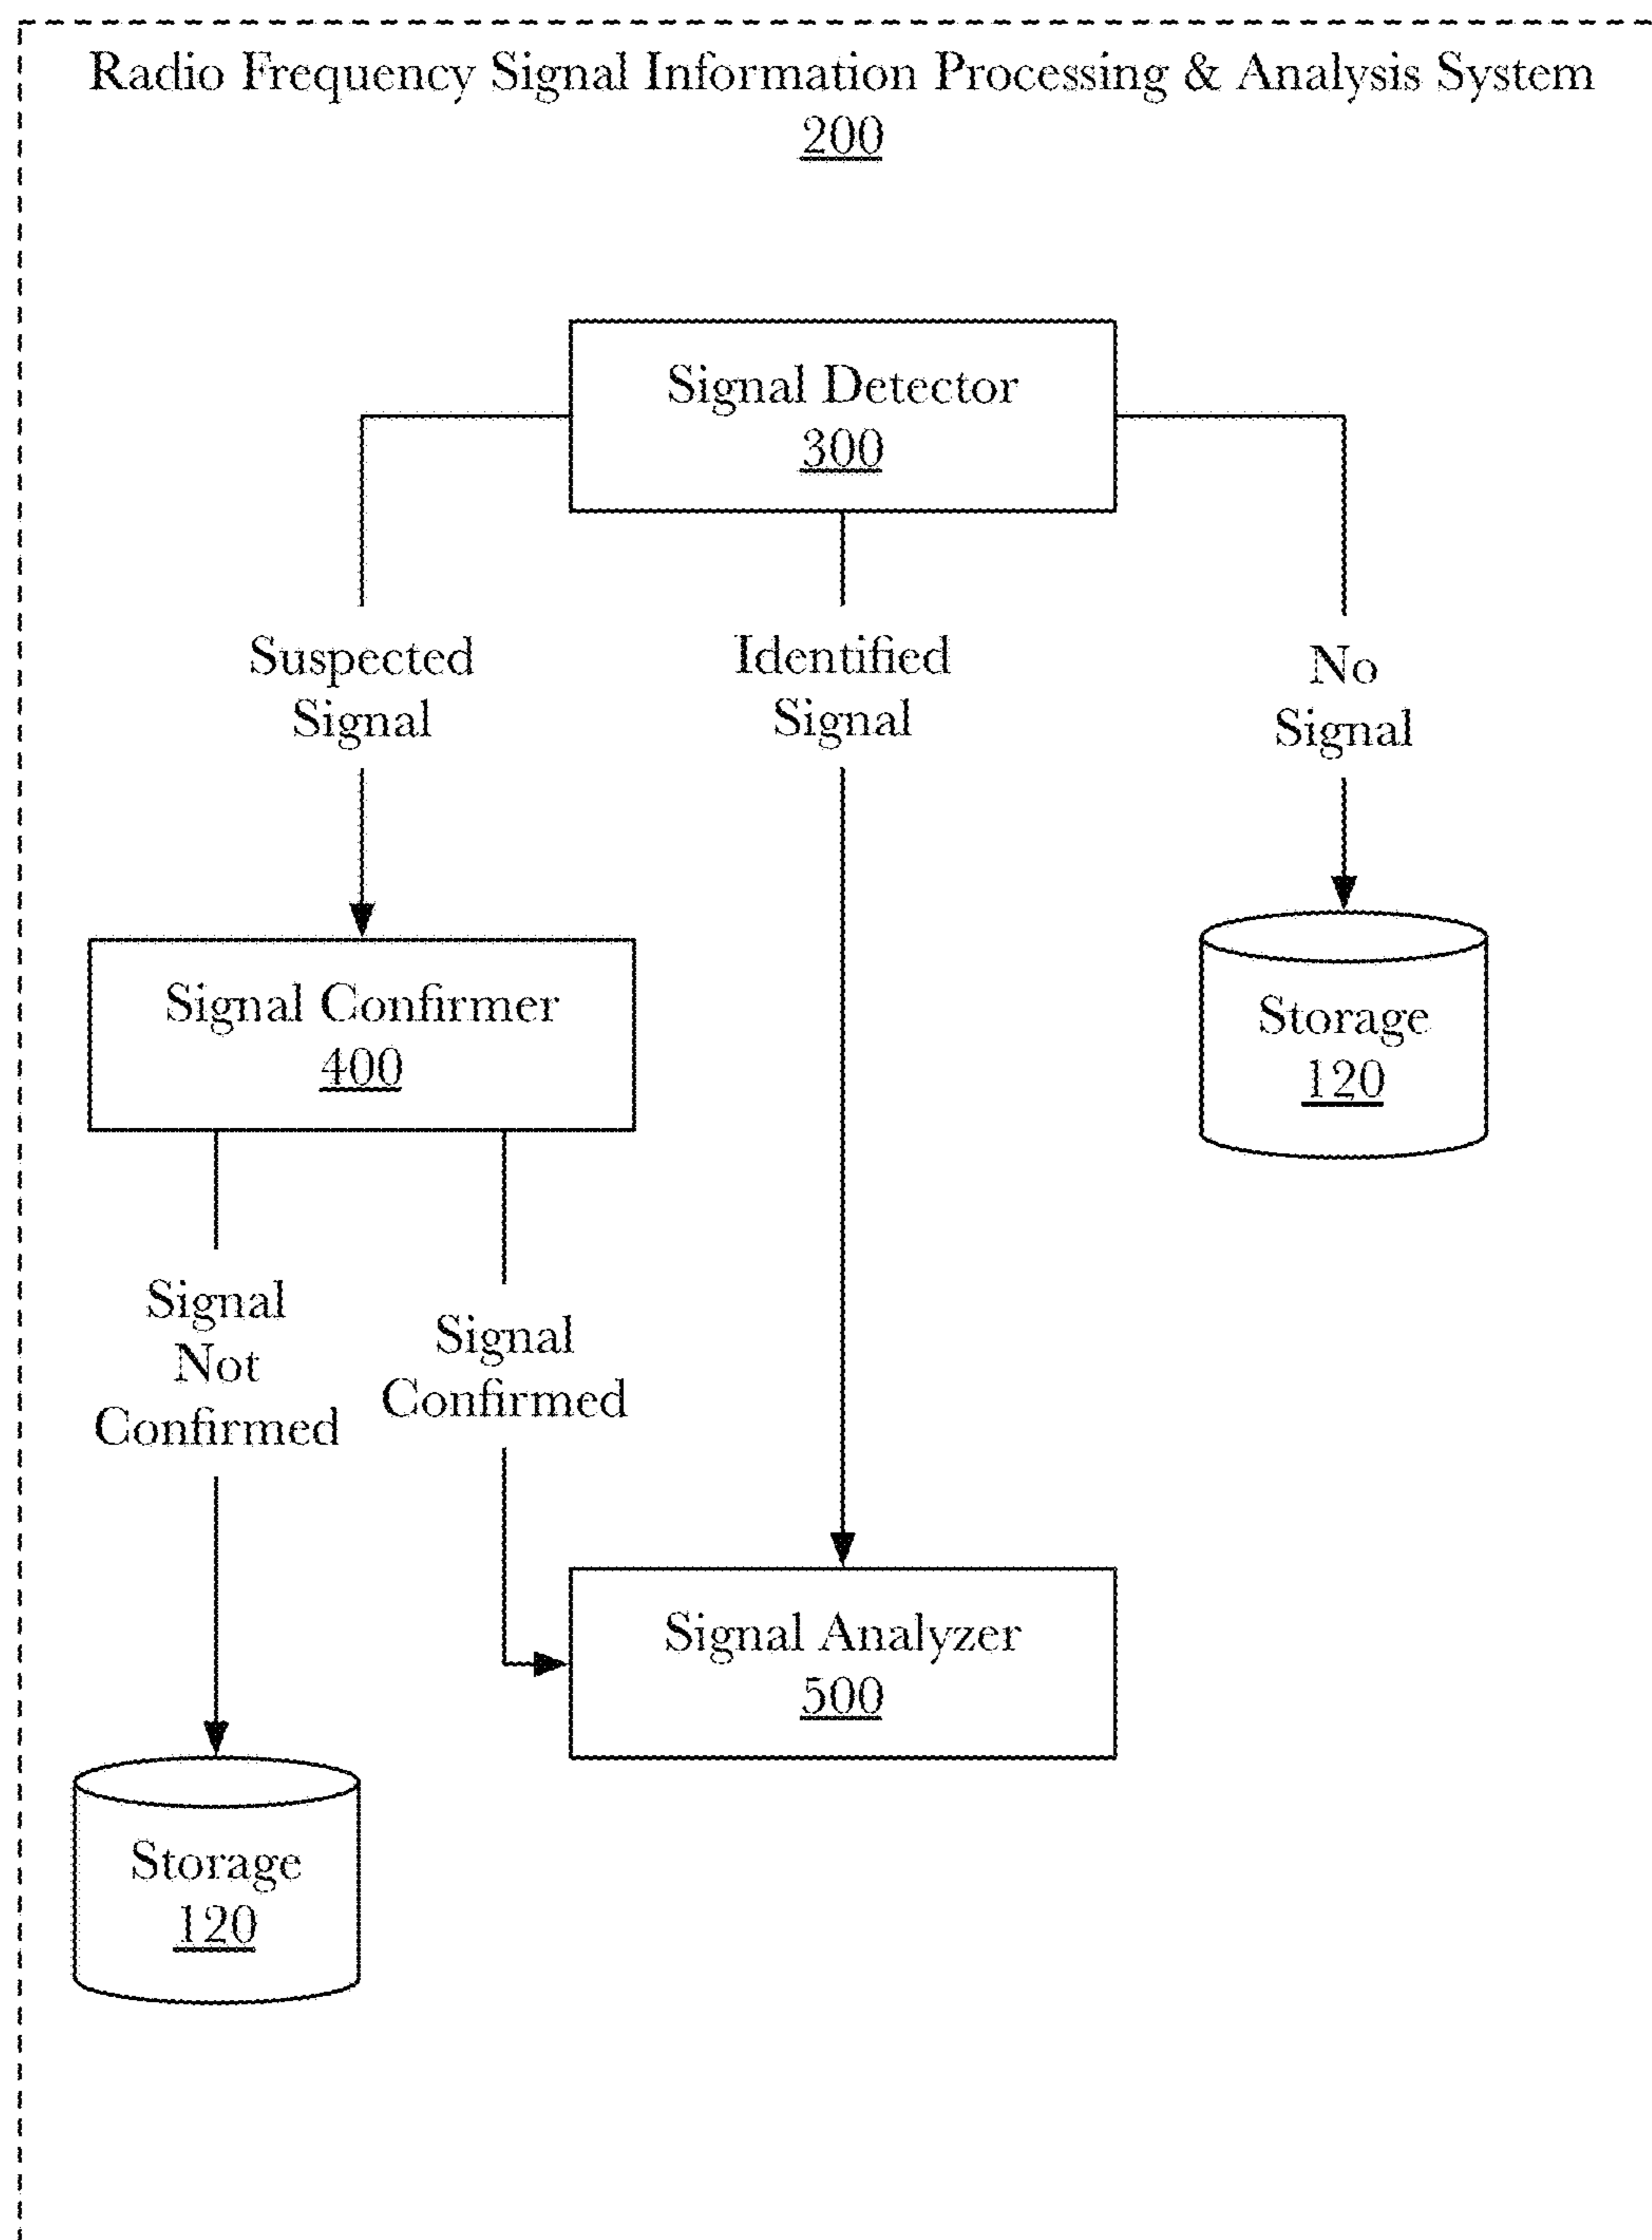 Radio Frequency Signal Information Processing & Analysis System
200
Signal Detector
300
Suspected
Signal
Identified
Signal
No
Signal
Signal Confirmer
400
Storage
120
Signal
Not
Confirmed
Signal
Confirmed
Signal Analyzer
500
Storage
120